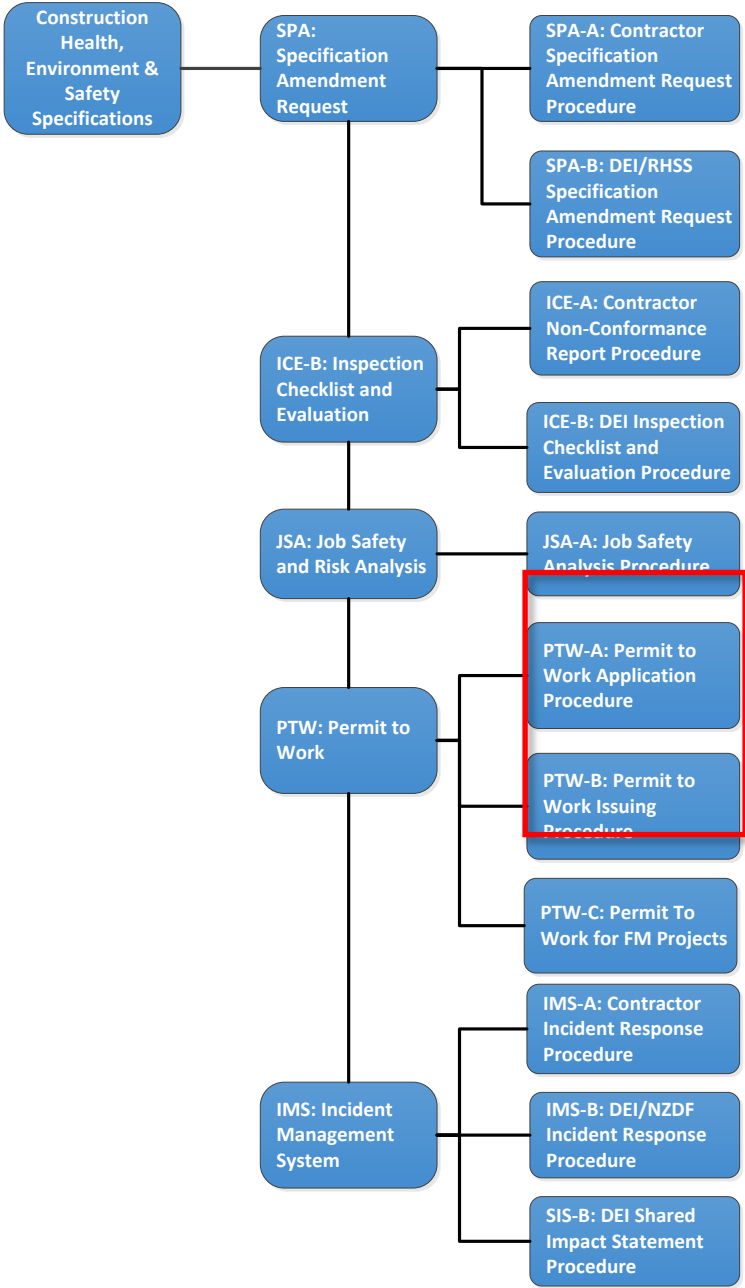 Construction
Health,
Environment &
Safety
Specifications
SPA:
Specification
Amendment
Request
SPA-A: Contractor
Specification
Amendment Request
Procedure
SPA-B: DEI/RHSS
Specification
Amendment Request
Procedure
ICE-B: Inspection
Checklist and
Evaluation
ICE-A: Contractor
Non-Conformance
Report Procedure
ICE-B: DEI Inspection
Checklist and
Evaluation Procedure
JSA: Job Safety
and Risk Analysis
JSA-A: Job Safety
Analysis Procedure
PTW: Permit to
Work
PTW-A: Permit to
Work Application
Procedure
PTW-B: Permit to
Work Issuing
Procedure
PTW-C: Permit To
Work for FM Projects
IMS: Incident
Management
System
IMS-A: Contractor
Incident Response
Procedure
IMS-B: DEI/NZDF
Incident Response
Procedure
SIS-B: DEI Shared
Impact Statement
Procedure